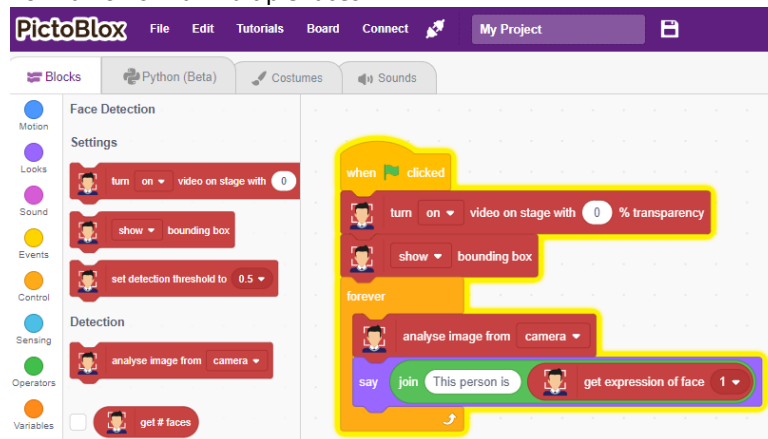 PictoBlox File Edit Tutorials Board Connect My Project
Blocks Python (Beta) Costumes Sounds
Motion
Looks
Sound
Events
Control
Sensing
Operators
Variables
Face Detection
Settings
turn on video on stage with 0
show bounding box
set detection threshold to 0.5
Detection
analyse image from camera
get # faces
when clicked
turn on video on stage with 0 % transparency
show bounding box
forever
analyse image from camera
say join This person is get expression of face 1